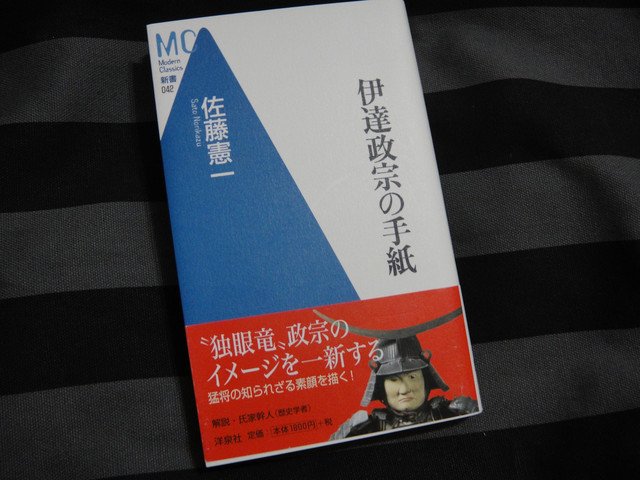 MC
Modern
Classics
新書
042
佐藤憲一
Sato Norikazu
伊達政宗の手紙
〝独眼竜〟政宗の
イメージを一新する
猛将の知られざる素顔を描く!
解説・氏家幹人(歴史学者)
洋泉社 定価:本体1800円+税